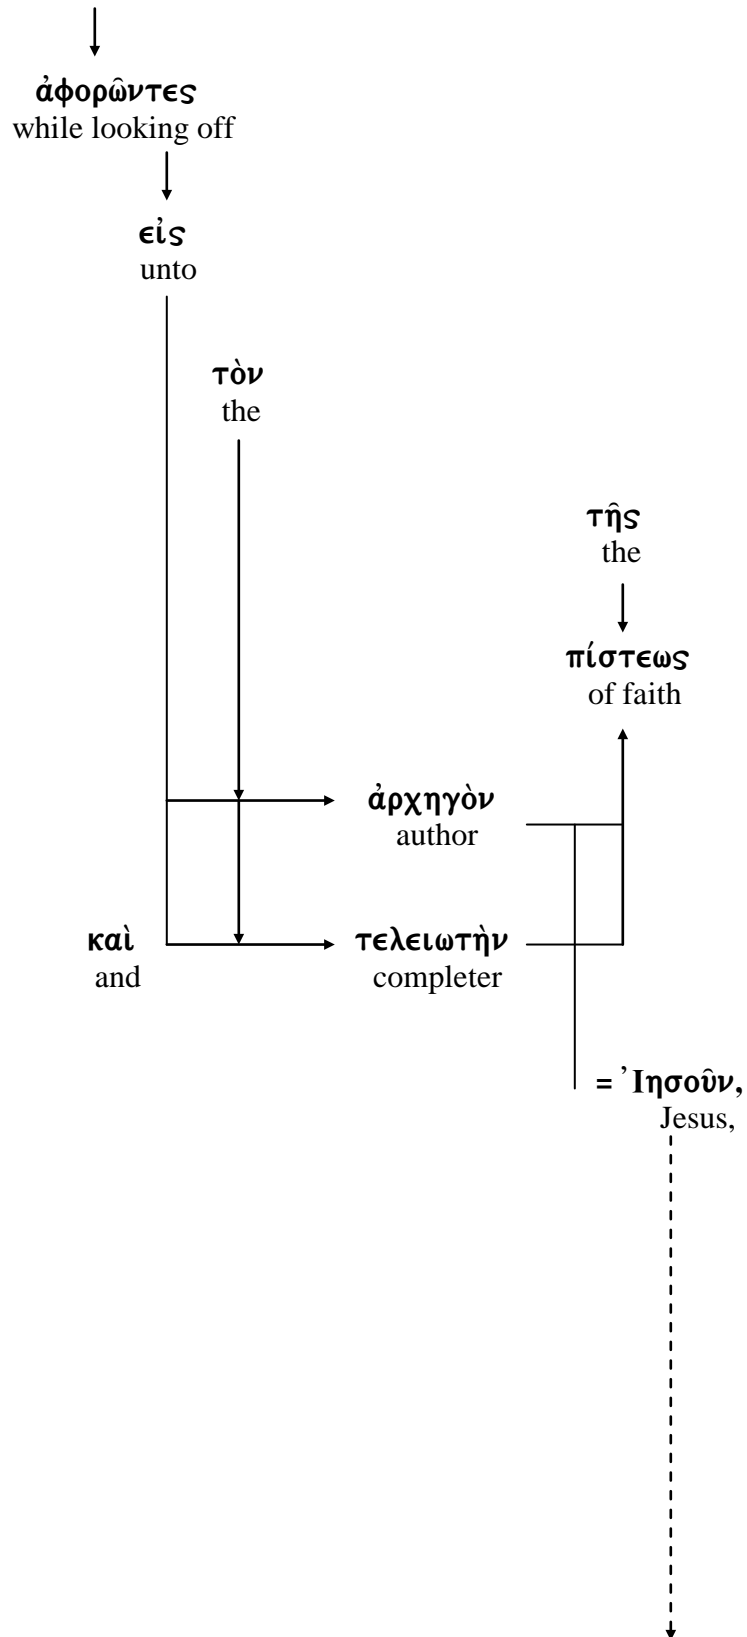 ἀφορῶντες
while looking off
εἰς
unto
τὸν
the
τῆς
the
πίστεως
of faith
ἀρχηγὸν
author
καὶ τελειωτὴν
and completer
= Ἰησοῦν,
Jesus,